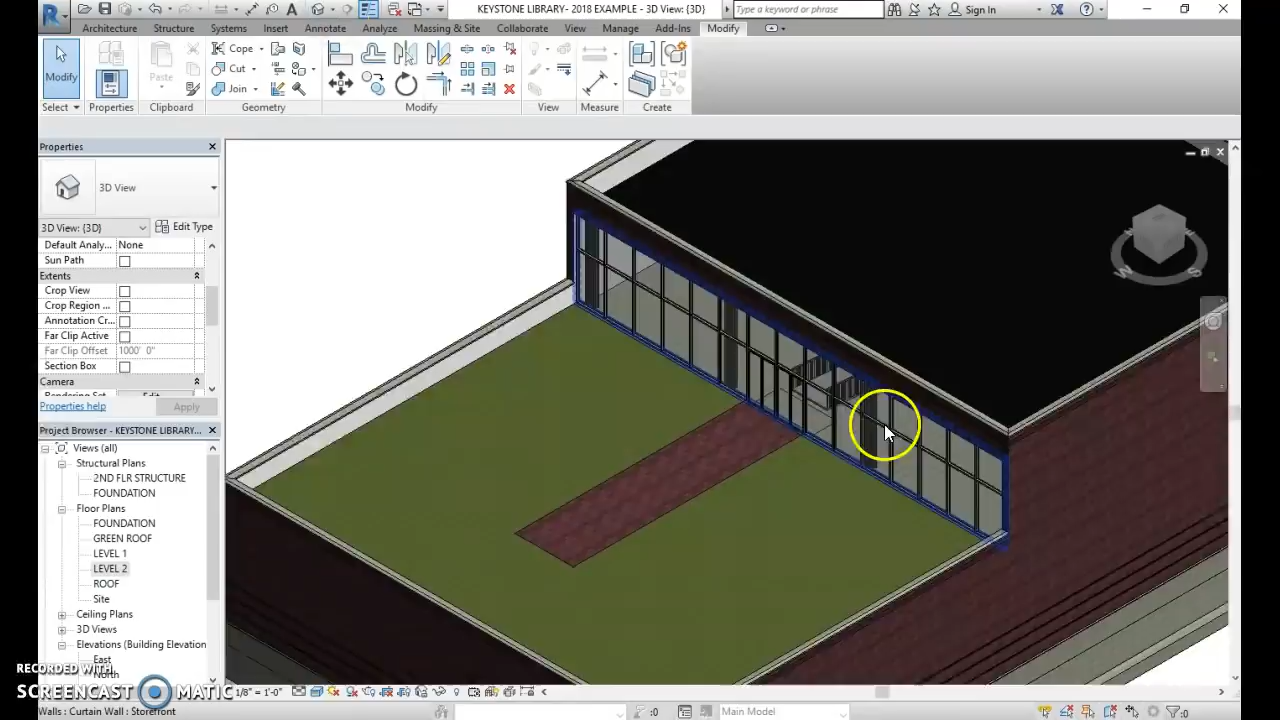 KEYSTONE LIBRARY- 2018 EXAMPLE - 3D View: {3D}
Type a keyword or phrase
Sign In
Architecture Structure Systems Insert Annotate Analyze Massing & Site Collaborate View Manage Add-Ins Modify
Modify
Paste
Cope
Cut
Join
Select Properties Clipboard Geometry Modify View Measure Create
Properties
3D View
3D View: {3D}
Edit Type
Default Analy... None
Sun Path
Extents
Crop View
Crop Region ...
Annotation Cr...
Far Clip Active
Far Clip Offset 1000' 0"
Section Box
Camera
Rendering Set... Edit...
Properties help
Apply
Project Browser - KEYSTONE LIBRARY...
Views (all)
Structural Plans
2ND FLR STRUCTURE
FOUNDATION
Floor Plans
FOUNDATION
GREEN ROOF
LEVEL 1
LEVEL 2
ROOF
Site
Ceiling Plans
3D Views
Elevations (Building Elevation
East
North
W
S
RECORDED WITH
SCREENCAST MATIC
1/8" = 1'-0"
Walls : Curtain Wall : Storefront
:0
Main Model
:0